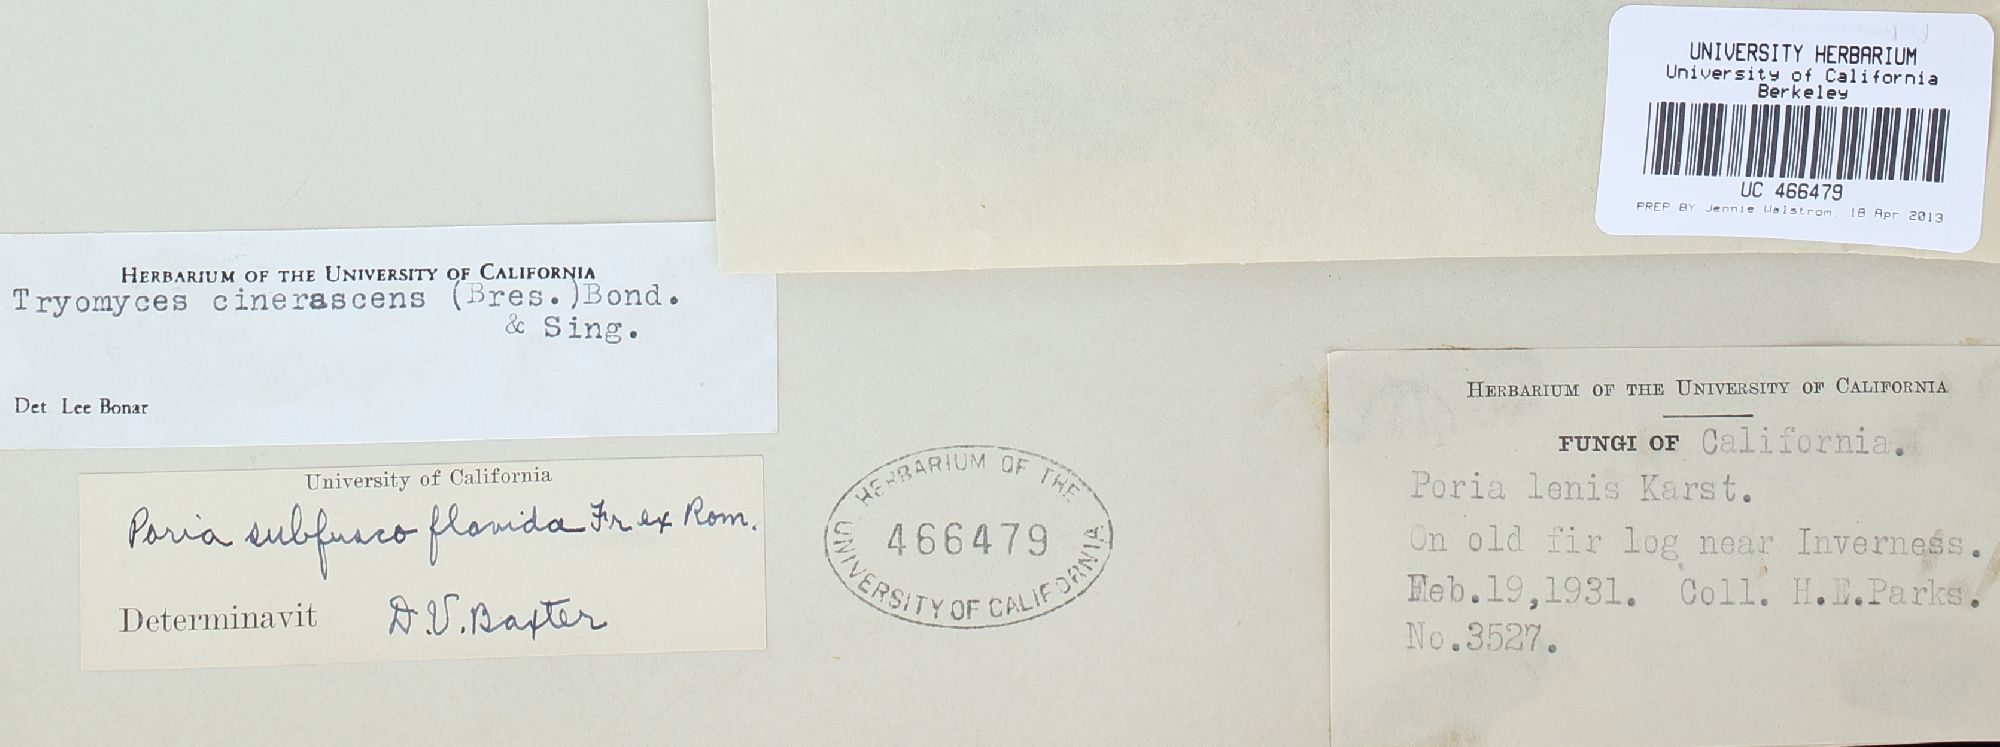 UNIVERSITY HERBARIUM
University of California
Berkeley
UC 466479
PREP BY Jennie Walstrom, 18 Apr 2013
HERBARIUM OF THE UNIVERSITY OF CALIFORNIA
Tryomyces cinerascens (Bres.)Bond.
& Sing.
Det Lee Bonar
University of California
Poria subfusco flavida Fr ex Rom.
Determinavit D.V. Baxter
HERBARIUM OF THE
466479
UNIVERSITY OF CALIFORNIA
HERBARIUM OF THE UNIVERSITY OF CALIFORNIA
FUNGI OF California.
Poria lenis Karst.
On old fir log near Inverness.
Feb.19,1931. Coll. H.E.Parks.
No.3527.